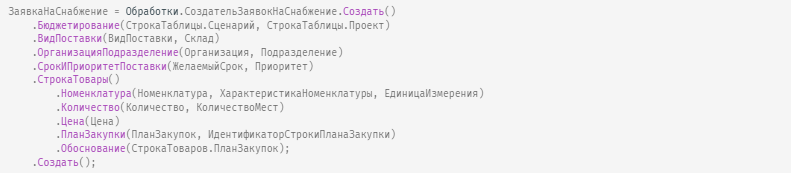 ЗаявкаНаСнабжение = Обработки.СоздательЗаявокНаСнабжение.Создать()
.Бюджетирование(СтрокаТаблицы.Сценарий, СтрокаТаблицы.Проект)
.ВидПоставки(ВидПоставки, Склад)
.ОрганизацияПодразделение(Организация, Подразделение)
.СрокИПриоритетПоставки(ЖелаемыйСрок, Приоритет)
.СтрокаТовары()
.Номенклатура(Номенклатура, ХарактеристикаНоменклатуры, ЕдиницаИзмерения)
.Количество(Количество, КоличествоМест)
.Цена(Цена)
.ПланЗакупки(ПланЗакупок, ИдентификаторСтрокиПланаЗакупки)
.Обоснование(СтрокаТоваров.ПланЗакупок);
.Создать();